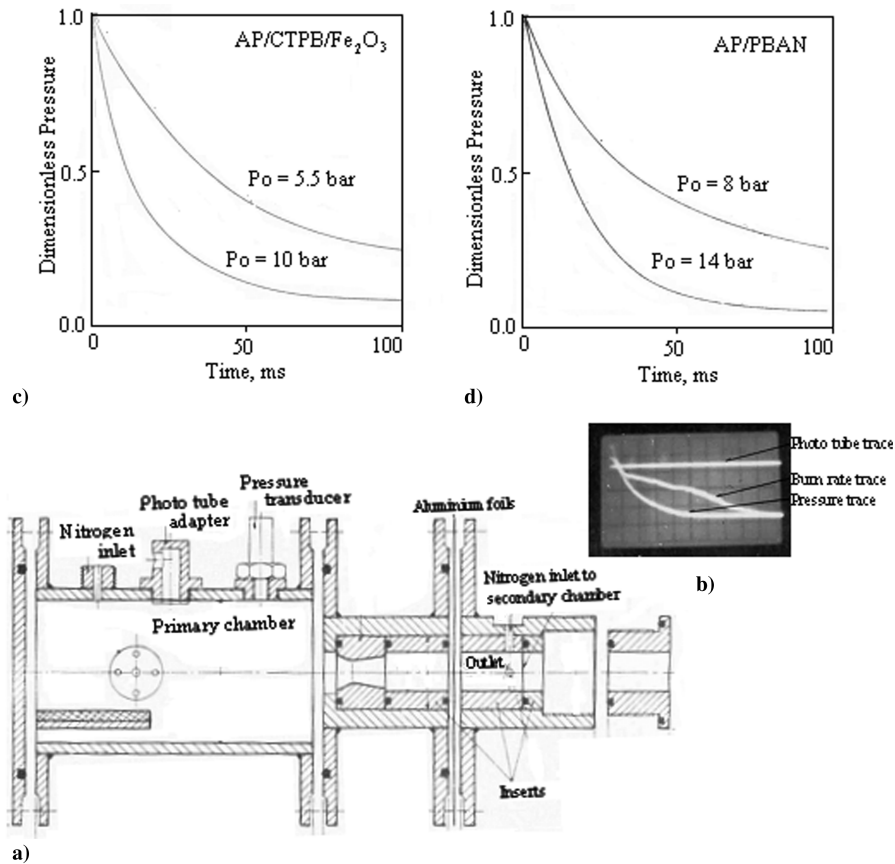 1.0
AP/CTPB/Fe₂O₃
0.5
Po = 5.5 bar
Po = 10 bar
0.0
0
50
100
Time, ms
Dimensionless Pressure
c)
1.0
AP/PBAN
0.5
Po = 8 bar
Po = 14 bar
0.0
0
50
100
Time, ms
Dimensionless Pressure
d)
Photo tube trace
Burn rate trace
Pressure trace
b)
Pressure
transducer
Photo tube
adapter
Nitrogen
inlet
Aluminium foils
Nitrogen inlet to
secondary chamber
Primary chamber
Outlet
Inserts
a)